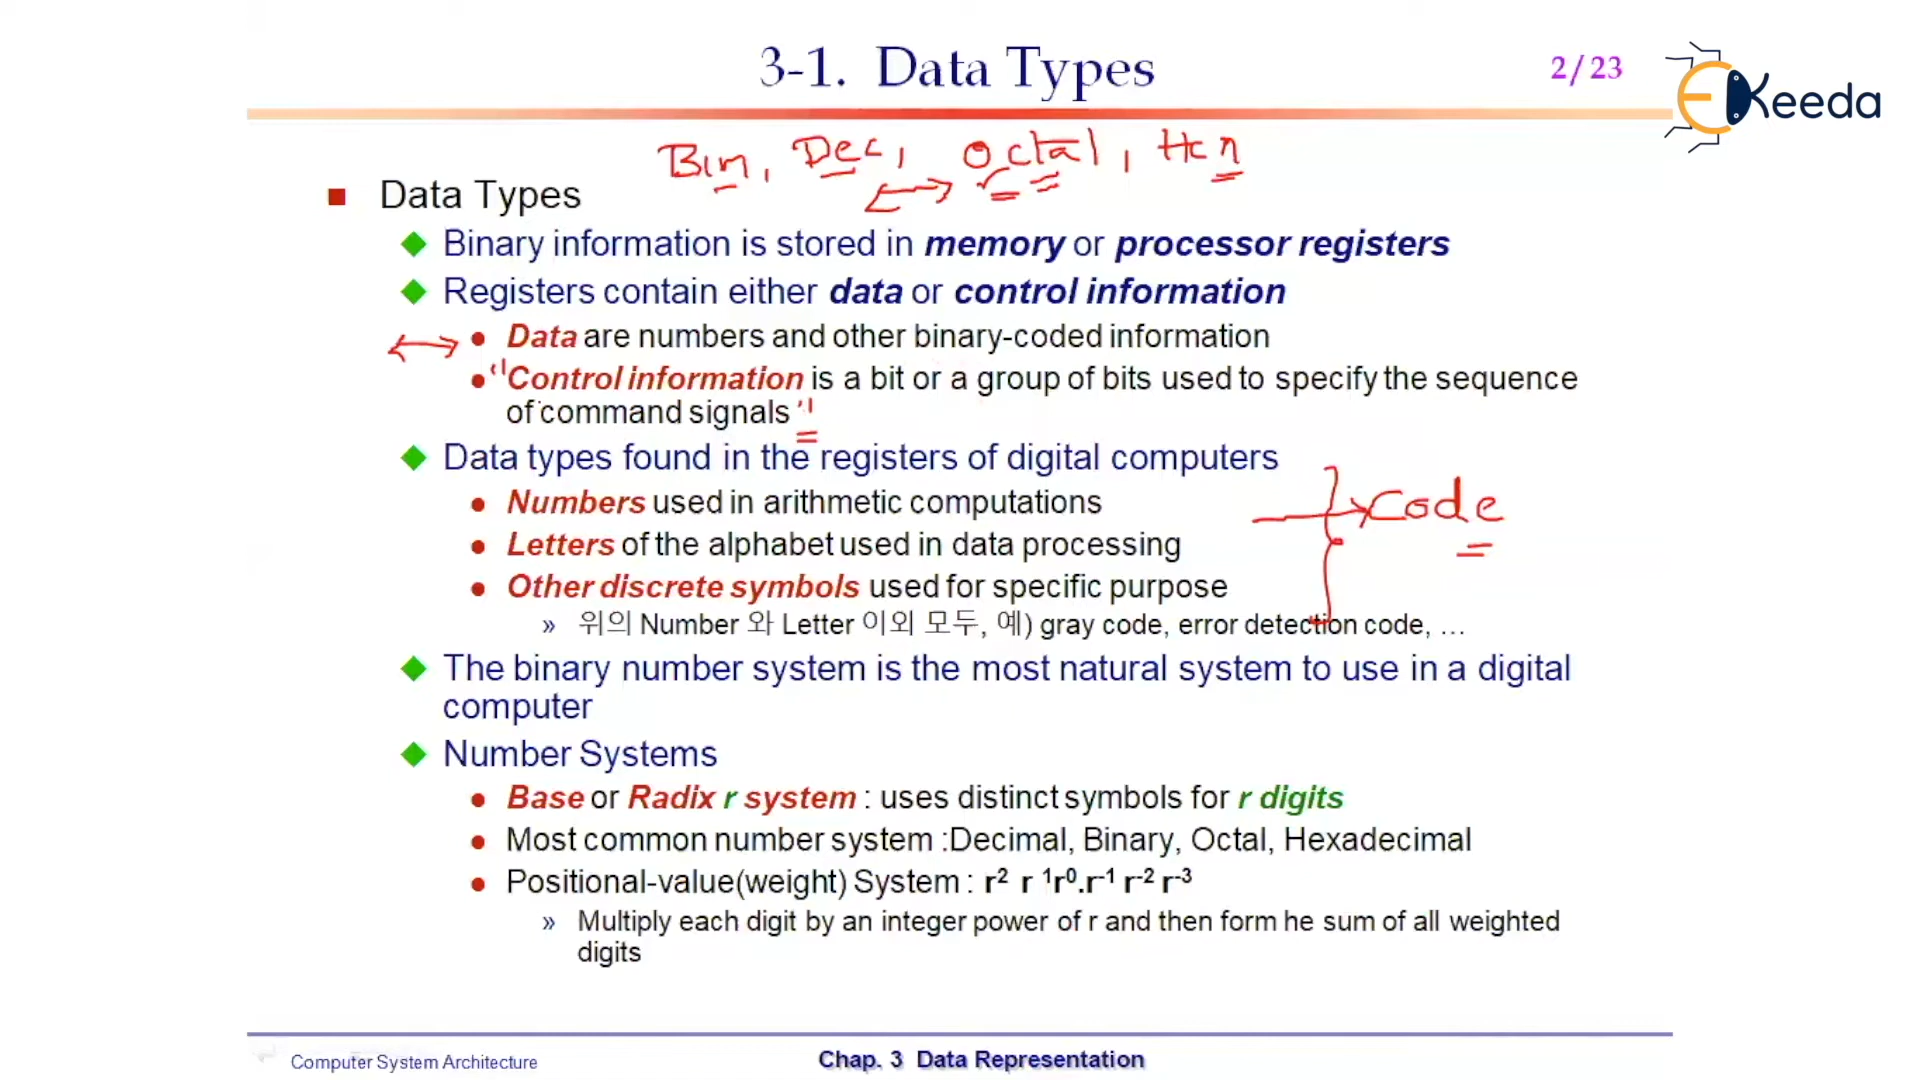 3-1. Data Types
2/23
EKeeda
Bin, Dec, Octal, Hex
Data Types
Binary information is stored in memory or processor registers
Registers contain either data or control information
Data are numbers and other binary-coded information
"Control information is a bit or a group of bits used to specify the sequence
of command signals"
Data types found in the registers of digital computers
Numbers used in arithmetic computations
Code
Letters of the alphabet used in data processing
Other discrete symbols used for specific purpose
» 위의 Number 와 Letter 이외 모두, 예) gray code, error detection code, …
The binary number system is the most natural system to use in a digital
computer
Number Systems
Base or Radix r system : uses distinct symbols for r digits
Most common number system :Decimal, Binary, Octal, Hexadecimal
Positional-value(weight) System : r² r ¹r⁰.r⁻¹ r⁻² r⁻³
» Multiply each digit by an integer power of r and then form he sum of all weighted
digits
Computer System Architecture
Chap. 3 Data Representation